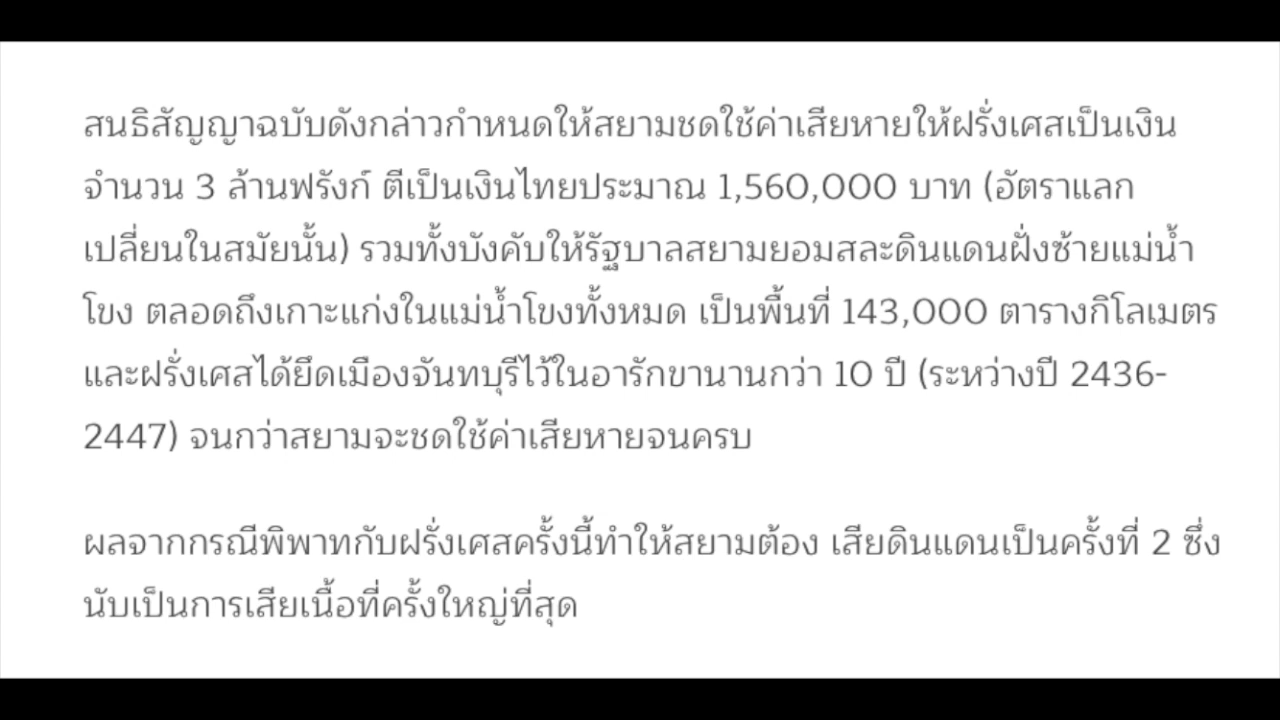 สนธิสัญญาฉบับดังกล่าวกำหนดให้สยามชดใช้ค่าเสียหายให้ฝรั่งเศสเป็นเงิน
จำนวน 3 ล้านฟรังก์ ตีเป็นเงินไทยประมาณ 1,560,000 บาท (อัตราแลก
เปลี่ยนในสมัยนั้น) รวมทั้งบังคับให้รัฐบาลสยามยอมสละดินแดนฝั่งซ้ายแม่น้ำ
โขง ตลอดถึงเกาะแก่งในแม่น้ำโขงทั้งหมด เป็นพื้นที่ 143,000 ตารางกิโลเมตร
และฝรั่งเศสได้ยึดเมืองจันทบุรีไว้ในอารักขานานกว่า 10 ปี (ระหว่างปี 2436-
2447) จนกว่าสยามจะชดใช้ค่าเสียหายจนครบ
ผลจากกรณีพิพาทกับฝรั่งเศสครั้งนี้ทำให้สยามต้อง เสียดินแดนเป็นครั้งที่ 2 ซึ่ง
นับเป็นการเสียเนื้อที่ครั้งใหญ่ที่สุด